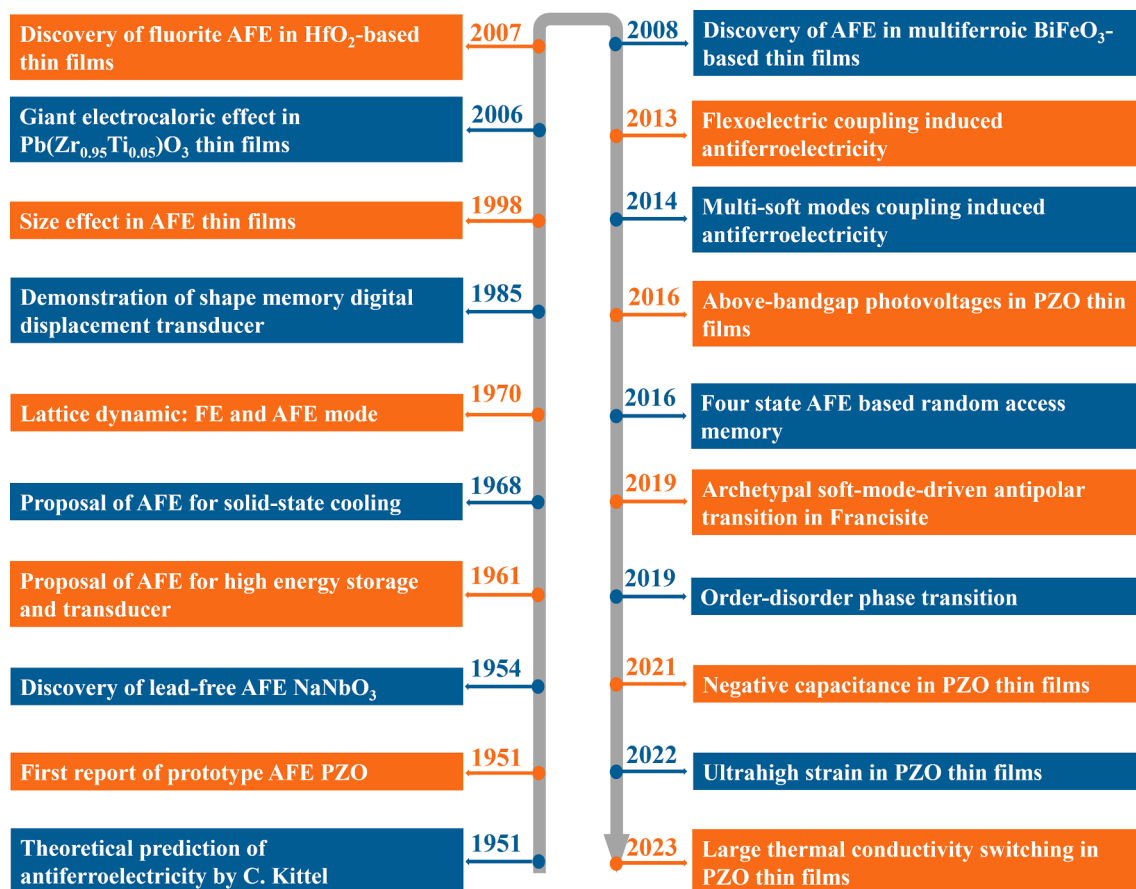 2007
Discovery of fluorite AFE in HfO₂-based
thin films
2006
Giant electrocaloric effect in
Pb(Zr₀.₉₅Ti₀.₀₅)O₃ thin films
1998
Size effect in AFE thin films
1985
Demonstration of shape memory digital
displacement transducer
1970
Lattice dynamic: FE and AFE mode
1968
Proposal of AFE for solid-state cooling
1961
Proposal of AFE for high energy storage
and transducer
1954
Discovery of lead-free AFE NaNbO₃
1951
First report of prototype AFE PZO
1951
Theoretical prediction of
antiferroelectricity by C. Kittel
2008
Discovery of AFE in multiferroic BiFeO₃-
based thin films
2013
Flexoelectric coupling induced
antiferroelectricity
2014
Multi-soft modes coupling induced
antiferroelectricity
2016
Above-bandgap photovoltages in PZO thin
films
2016
Four state AFE based random access
memory
2019
Archetypal soft-mode-driven antipolar
transition in Francisite
2019
Order-disorder phase transition
2021
Negative capacitance in PZO thin films
2022
Ultrahigh strain in PZO thin films
2023
Large thermal conductivity switching in
PZO thin films